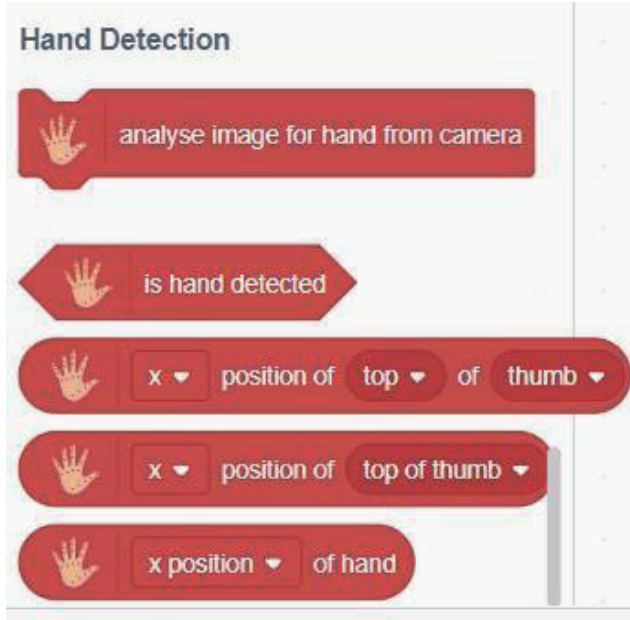 Hand Detection
analyse image for hand from camera
is hand detected
x position of top of thumb
x position of top of thumb
x position of hand